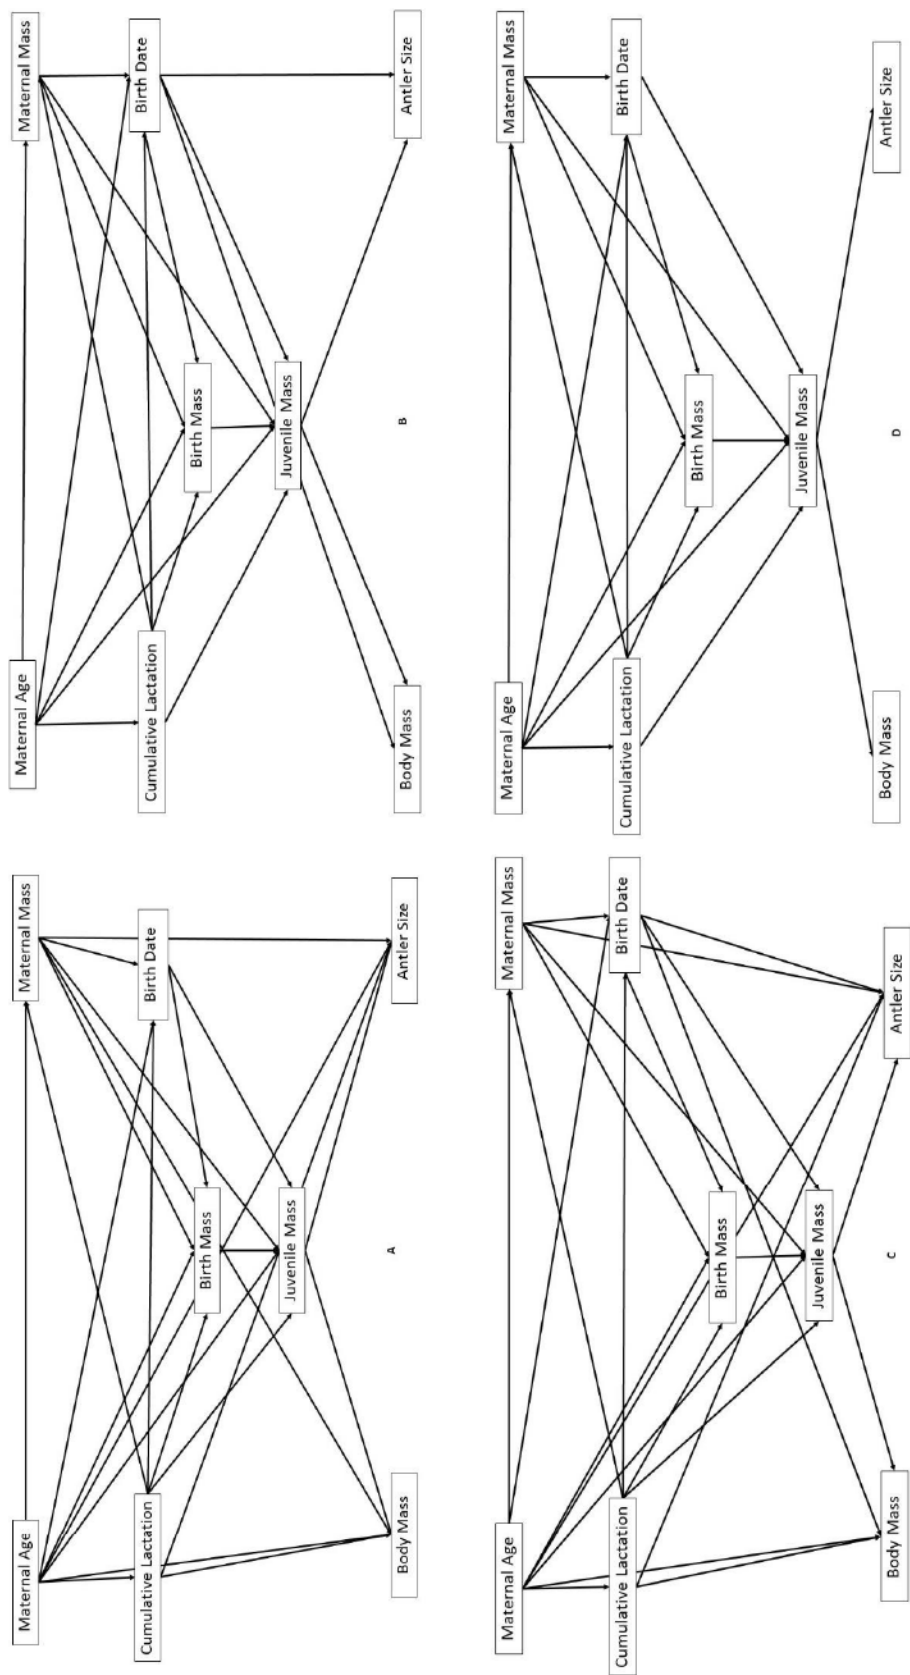 Maternal Age
Maternal Mass
Cumulative Lactation
Birth Date
Birth Mass
Juvenile Mass
Body Mass
Antler Size
A
Maternal Age
Maternal Mass
Cumulative Lactation
Birth Date
Birth Mass
Juvenile Mass
Body Mass
Antler Size
B
Maternal Age
Maternal Mass
Cumulative Lactation
Birth Date
Birth Mass
Juvenile Mass
Body Mass
Antler Size
C
Maternal Age
Maternal Mass
Cumulative Lactation
Birth Date
Birth Mass
Juvenile Mass
Body Mass
Antler Size
D